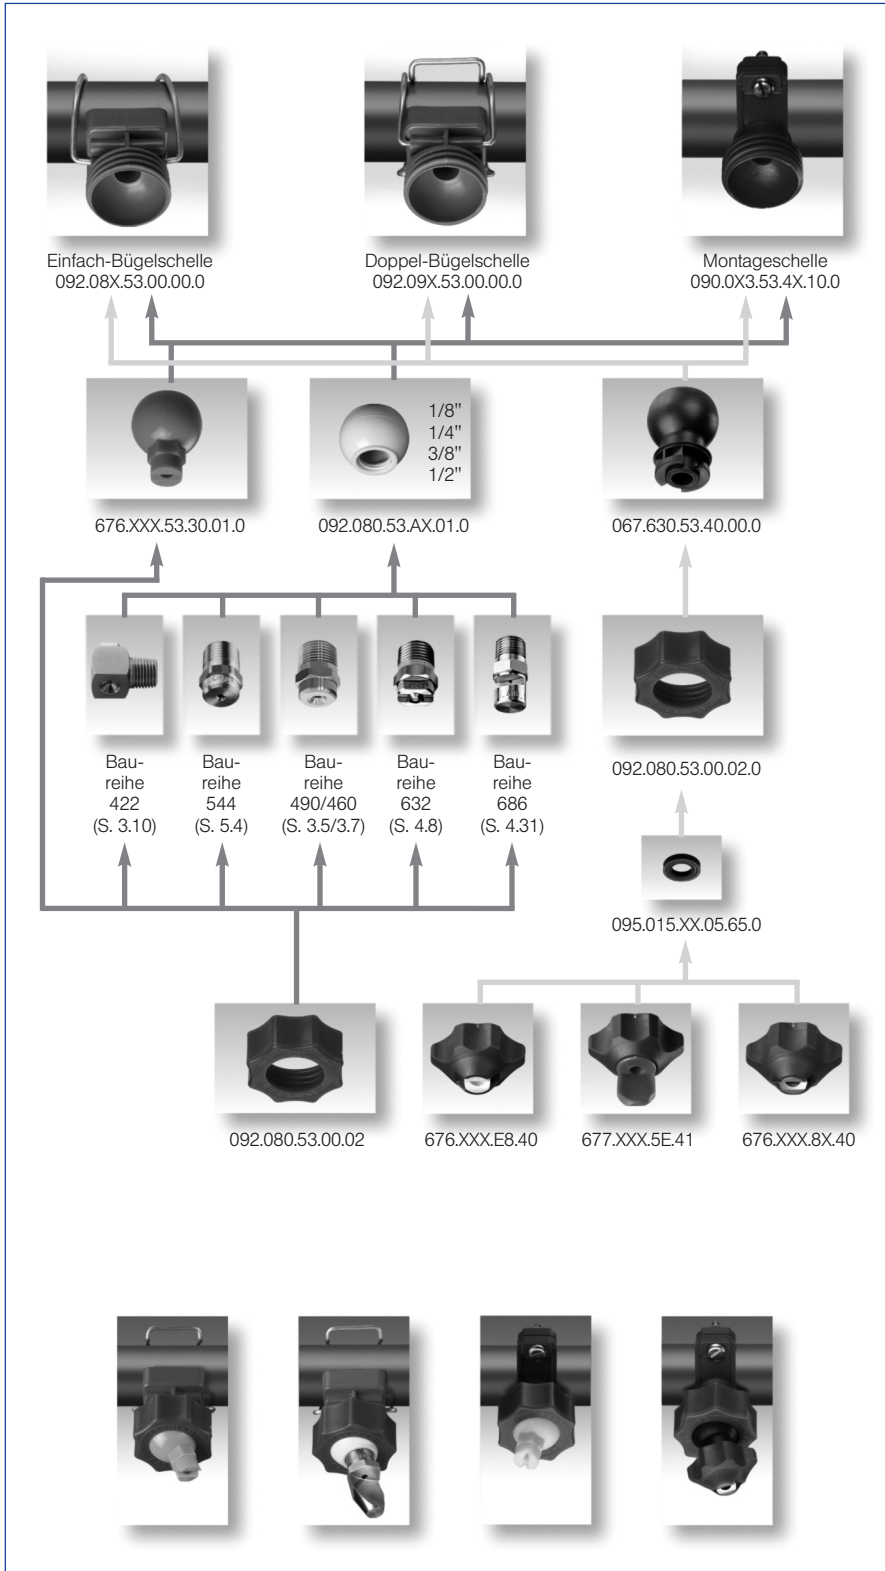 Einfach-Bügelschelle
092.08X.53.00.00.0
Doppel-Bügelschelle
092.09X.53.00.00.0
Montageschelle
090.0X3.53.4X.10.0
1/8"
1/4"
3/8"
1/2"
676.XXX.53.30.01.0
092.080.53.AX.01.0
067.630.53.40.00.0
Bau-
reihe
422
(S. 3.10)
Bau-
reihe
544
(S. 5.4)
Bau-
reihe
490/460
(S. 3.5/3.7)
Bau-
reihe
632
(S. 4.8)
Bau-
reihe
686
(S. 4.31)
092.080.53.00.02.0
095.015.XX.05.65.0
092.080.53.00.02
676.XXX.E8.40
677.XXX.5E.41
676.XXX.8X.40